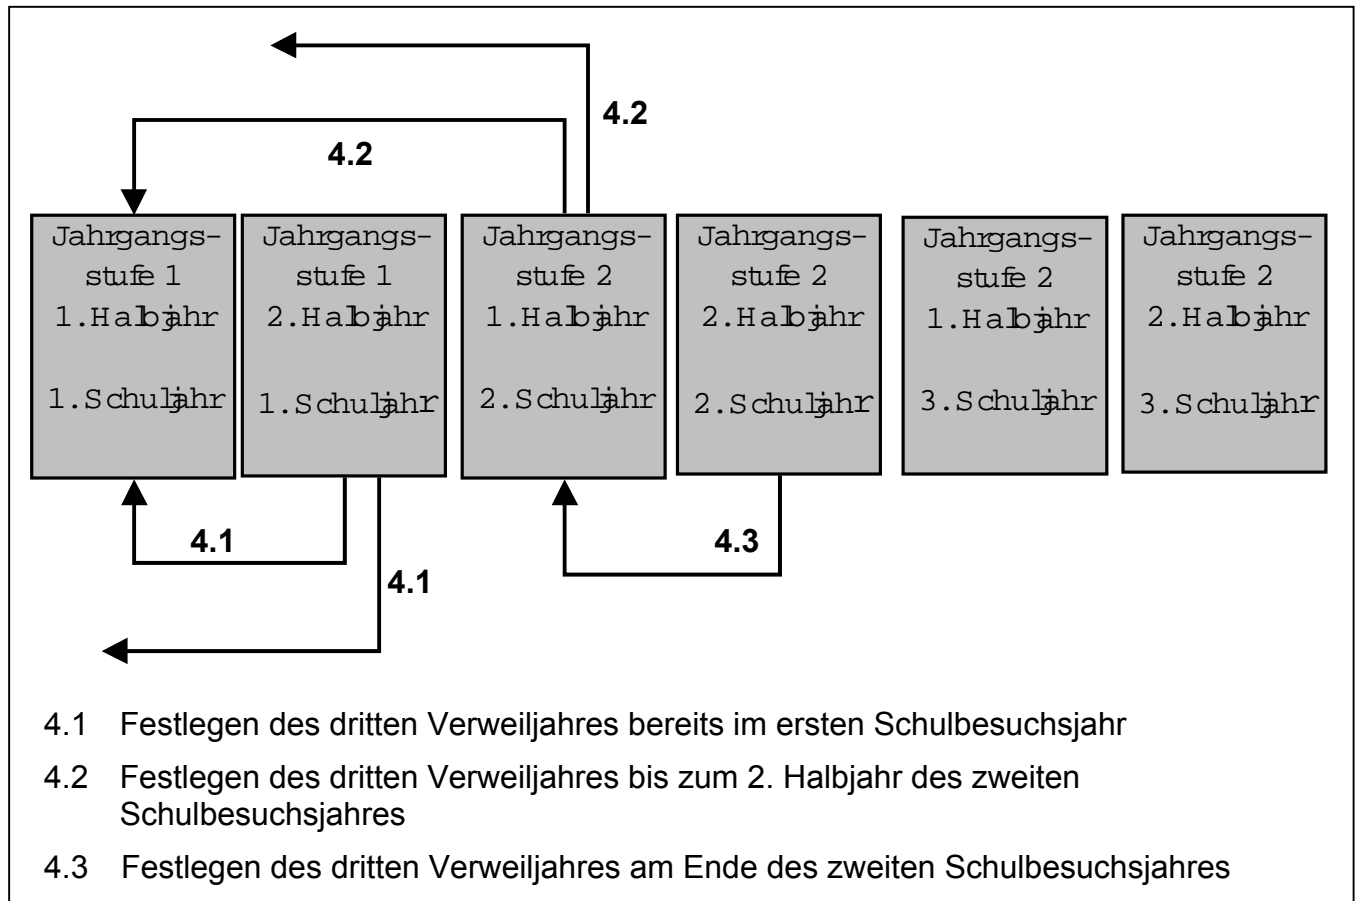 4.2
4.2
Jahrgangs-
stufe 1
1.Halbjahr
1.Schuljahr
Jahrgangs-
stufe 1
2.Halbjahr
1.Schuljahr
Jahrgangs-
stufe 2
1.Halbjahr
2.Schuljahr
Jahrgangs-
stufe 2
2.Halbjahr
2.Schuljahr
Jahrgangs-
stufe 2
1.Halbjahr
3.Schuljahr
Jahrgangs-
stufe 2
2.Halbjahr
3.Schuljahr
4.1
4.3
4.1
4.1 Festlegen des dritten Verweiljahres bereits im ersten Schulbesuchsjahr
4.2 Festlegen des dritten Verweiljahres bis zum 2. Halbjahr des zweiten
Schulbesuchsjahres
4.3 Festlegen des dritten Verweiljahres am Ende des zweiten Schulbesuchsjahres